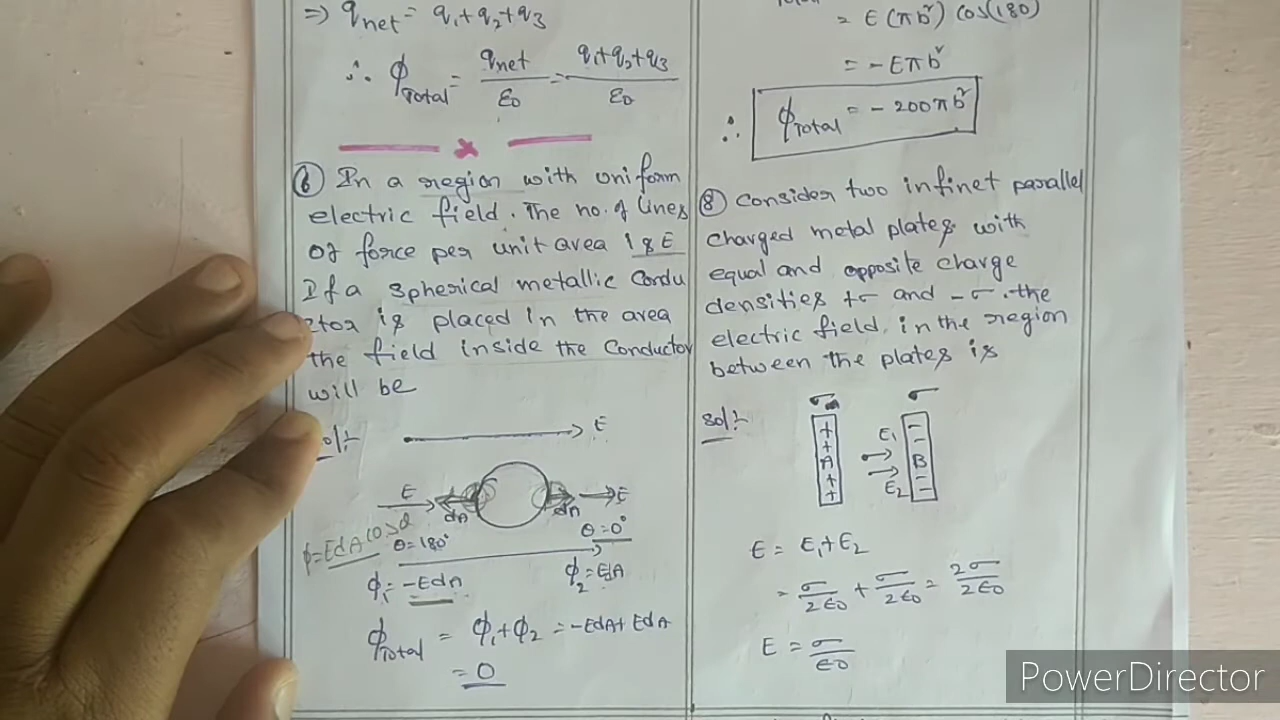 ⇒ q_net = q₁+q₂+q₃
∴ ϕ_Total = q_net/ε₀ = q₁+q₂+q₃/ε₀
x
⑥ In a region with uniform
electric field. The no. of lines
of force per unit area is E
If a spherical metallic Condu
ctor is placed in the area
the field inside the Conductor
will be
ol:-
E
E
dA
dA
E
ϕ=EdA cosθ
θ=180°
θ=0°
ϕ₁=-EdA
ϕ₂=EdA
ϕ_Total = ϕ₁+ϕ₂ = -EdA+EdA
= 0
= E(πb²) cos(180)
= -Eπb²
∴ ϕ_Total = -200πb²
⑧ Consider two infinet parallel
charged metal plates with
equal and opposite charge
densities +σ and -σ. the
electric field in the region
between the plates is
Sol:-
σ
σ
+
+
A
+
+
E₁
E₂
-
-
B
-
-
E = E₁+E₂
= σ/2ε₀ + σ/2ε₀ = 2σ/2ε₀
E = σ/ε₀
PowerDirector